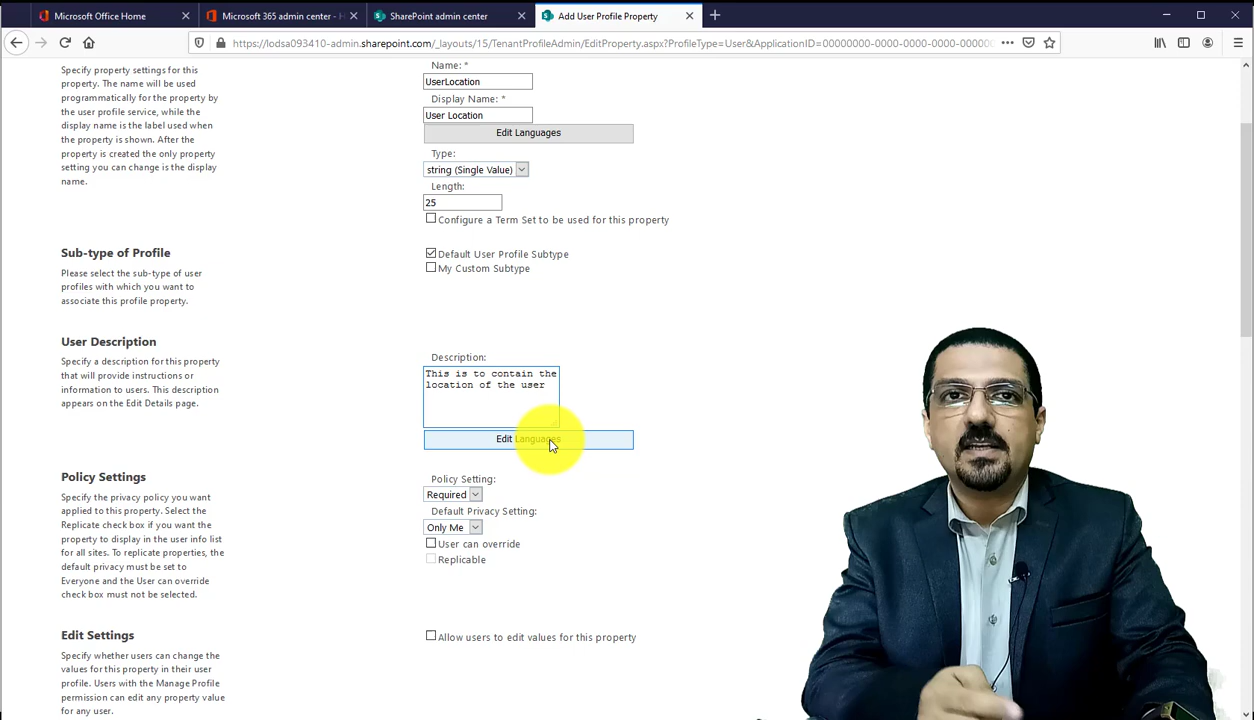 Microsoft Office Home
Microsoft 365 admin center - H
SharePoint admin center
Add User Profile Property
https://lodsa093410-admin.sharepoint.com/_layouts/15/TenantProfileAdmin/EditProperty.aspx?ProfileType=User&ApplicationID=00000000-0000-0000-0000-00000
Specify property settings for this
property. The name will be used
programmatically for the property by
the user profile service, while the
display name is the label used when
the property is shown. After the
property is created the only property
setting you can change is the display
name.
Name: *
UserLocation
Display Name: *
User Location
Edit Languages
Type:
string (Single Value)
Length:
25
Configure a Term Set to be used for this property
Sub-type of Profile
Please select the sub-type of user
profiles with which you want to
associate this profile property.
Default User Profile Subtype
My Custom Subtype
User Description
Specify a description for this property
that will provide instructions or
information to users. This description
appears on the Edit Details page.
Description:
This is to contain the
location of the user
Edit Languages
Policy Settings
Specify the privacy policy you want
applied to this property. Select the
Replicate check box if you want the
property to display in the user info list
for all sites. To replicate properties, the
default privacy must be set to
Everyone and the User can override
check box must not be selected.
Policy Setting:
Required
Default Privacy Setting:
Only Me
User can override
Replicable
Edit Settings
Specify whether users can change the
values for this property in their user
profile. Users with the Manage Profile
permission can edit any property value
for any user.
Allow users to edit values for this property